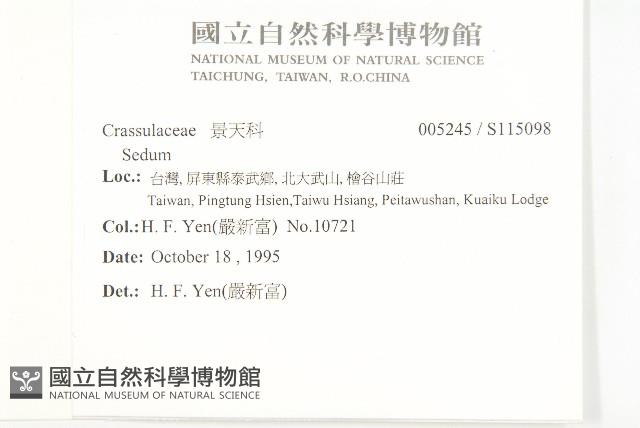 國立自然科學博物館
NATIONAL MUSEUM OF NATURAL SCIENCE
TAICHUNG, TAIWAN, R.O.CHINA
Crassulaceae 景天科 005245 / S115098
Sedum
Loc.: 台灣, 屏東縣泰武鄉, 北大武山, 檜谷山莊
Taiwan, Pingtung Hsien,Taiwu Hsiang, Peitawushan, Kuaiku Lodge
Col.: H. F. Yen(嚴新富) No.10721
Date: October 18 , 1995
Det.: H. F. Yen(嚴新富)
國立自然科學博物館
NATIONAL MUSEUM OF NATURAL SCIENCE